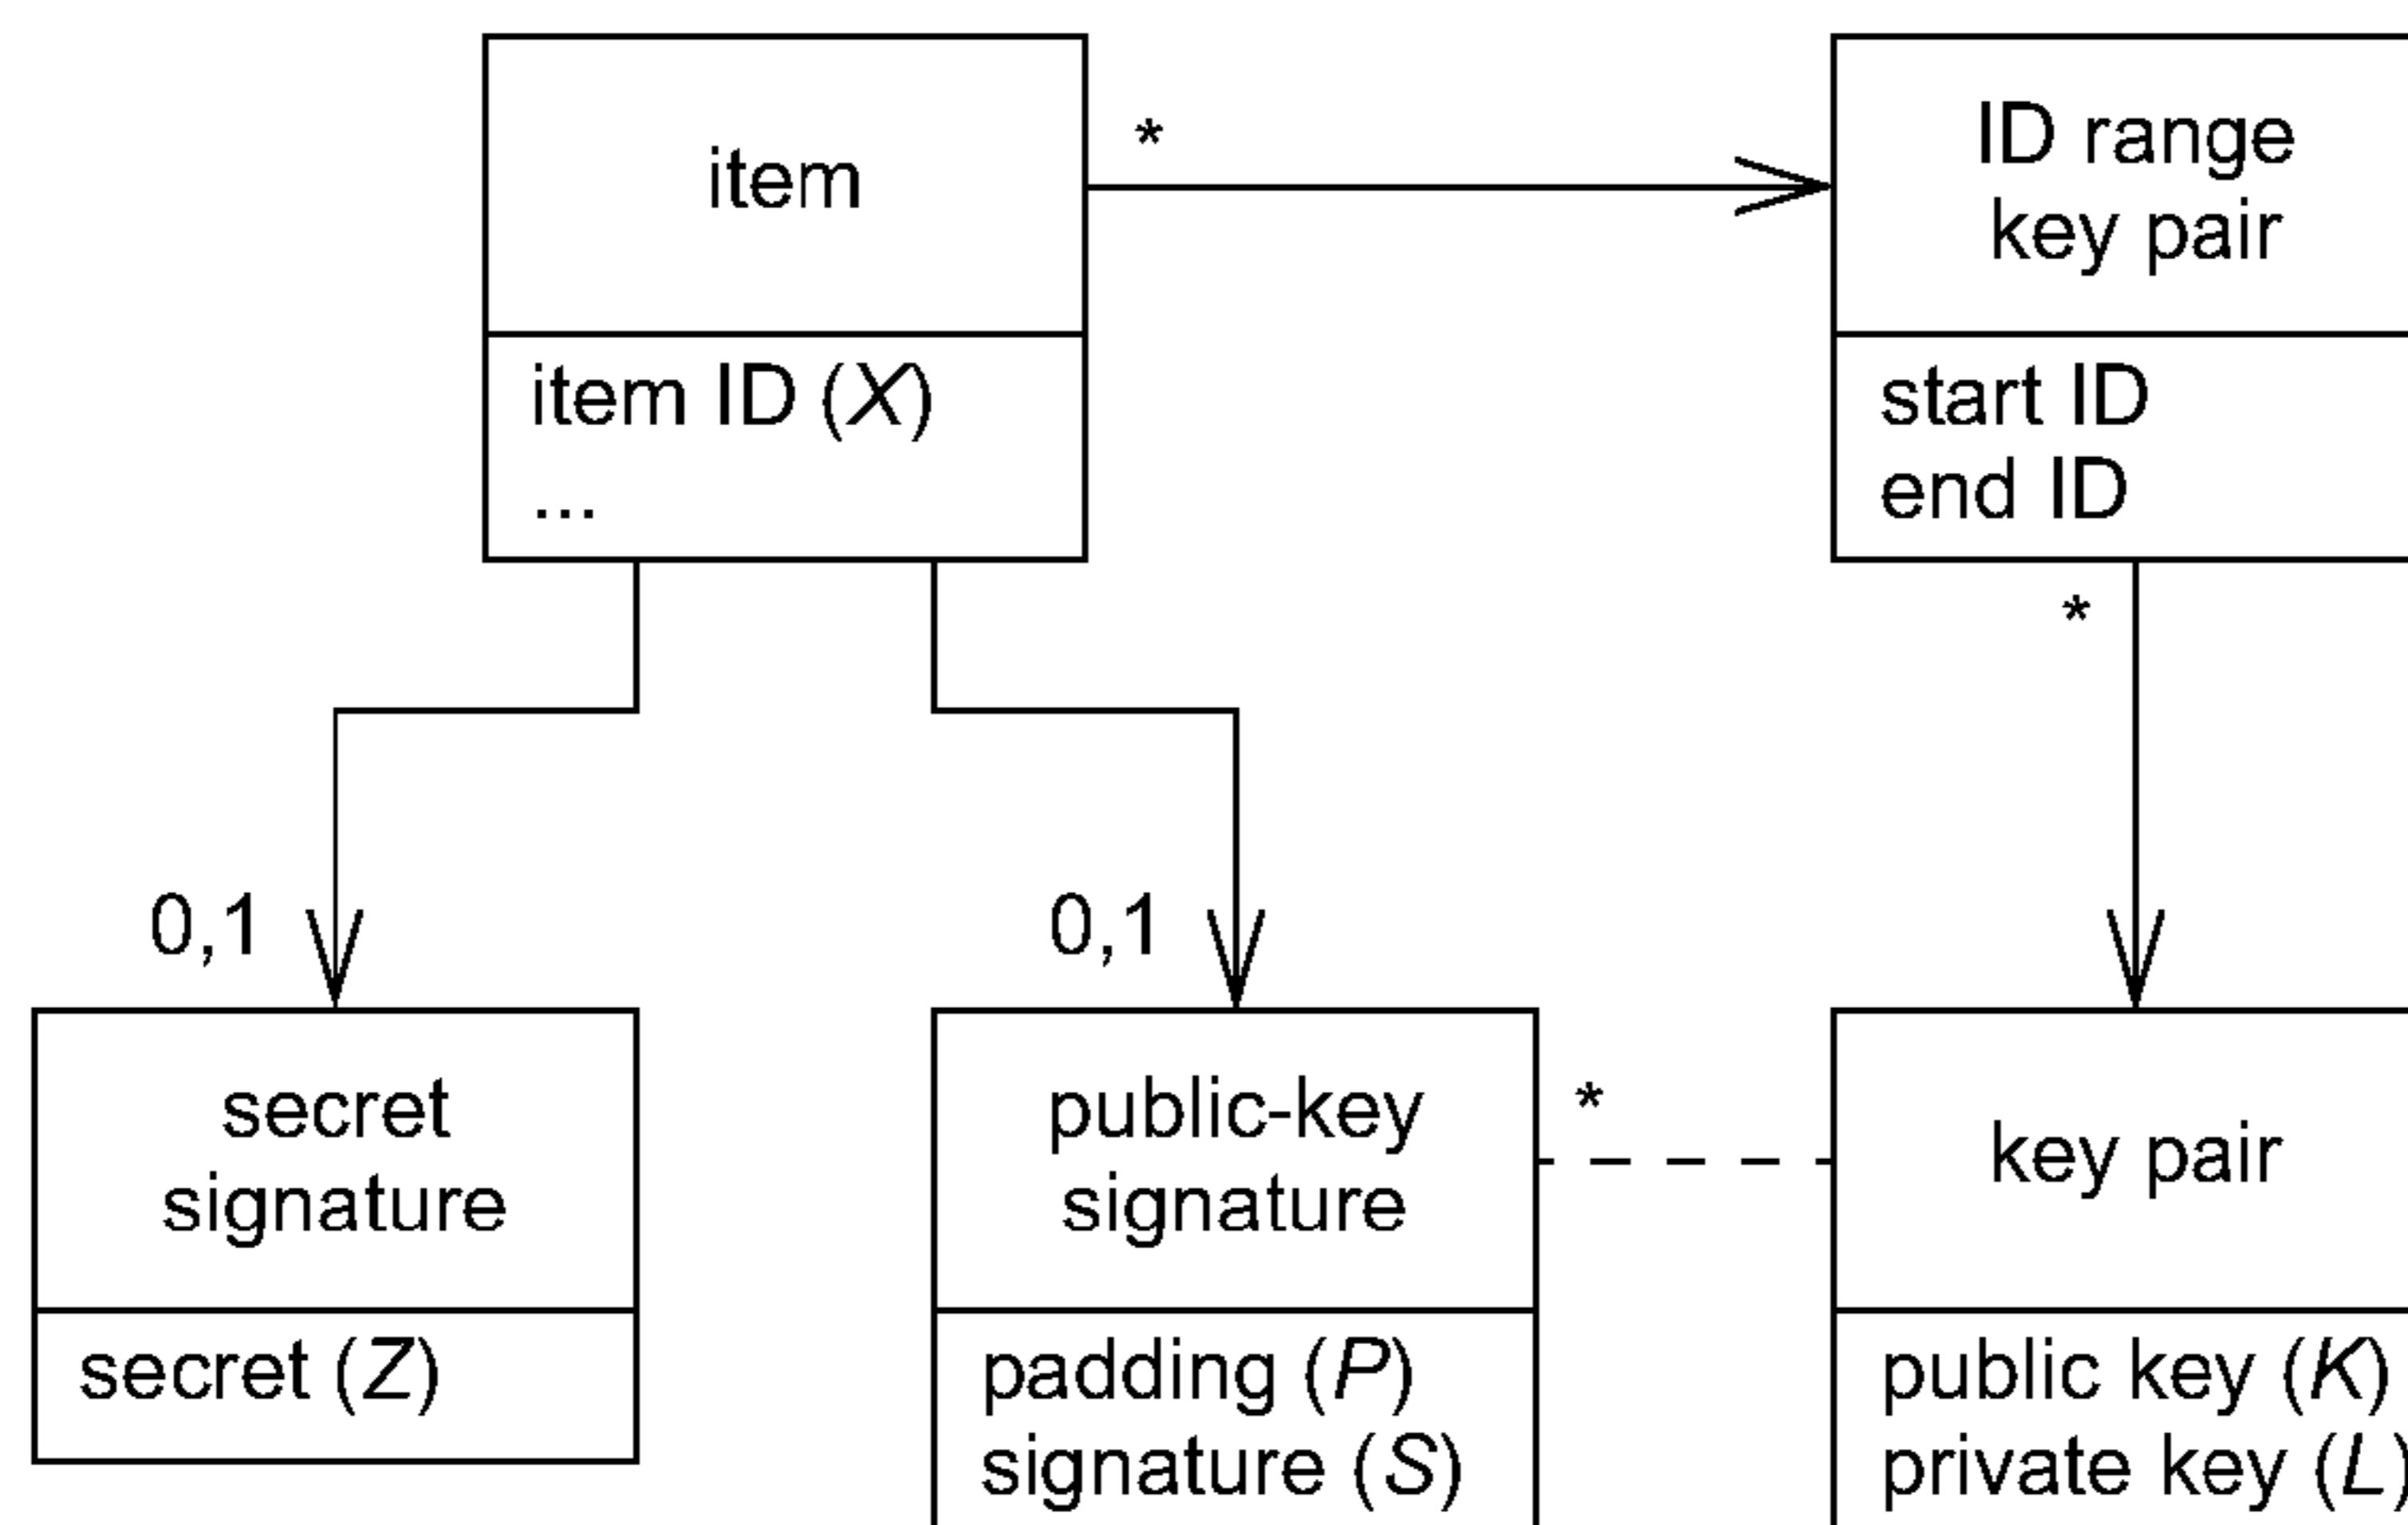 item
*
ID range
key pair
item ID (X)
...
start ID
end ID
*
0,1
0,1
secret
signature
public-key
signature
*
key pair
secret (Z)
padding (P)
signature (S)
public key (K)
private key (L)